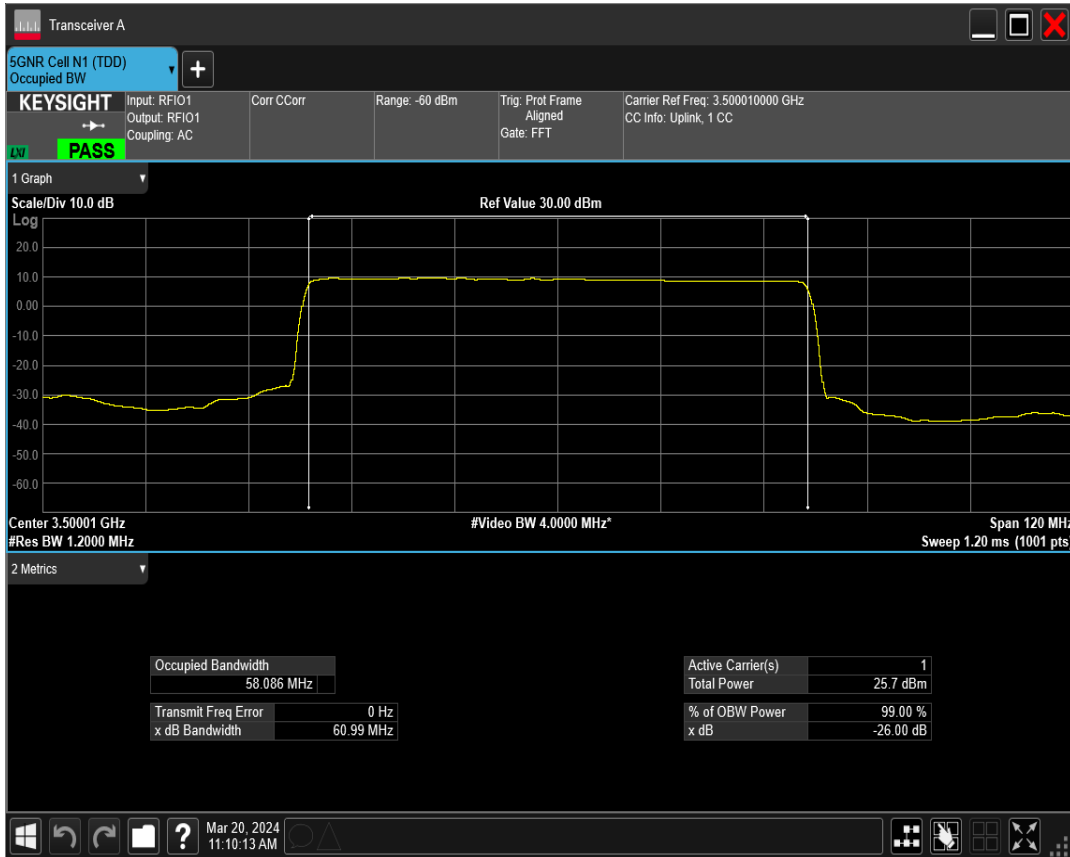 Transceiver A
5GNR Cell N1 (TDD)
Occupied BW
+
KEYSIGHT
LXI
PASS
Input: RFIO1
Output: RFIO1
Coupling: AC
Corr CCorr
Range: -60 dBm
Trig: Prot Frame
Aligned
Gate: FFT
Carrier Ref Freq: 3.500010000 GHz
CC Info: Uplink, 1 CC
1 Graph
Scale/Div 10.0 dB
Ref Value 30.00 dBm
Log
20.0
10.0
0.00
-10.0
-20.0
-30.0
-40.0
-50.0
-60.0
Center 3.50001 GHz
#Video BW 4.0000 MHz*
Span 120 MHz
#Res BW 1.2000 MHz
Sweep 1.20 ms (1001 pts)
2 Metrics
Occupied Bandwidth
58.086 MHz
Transmit Freq Error 0 Hz
x dB Bandwidth 60.99 MHz
Active Carrier(s) 1
Total Power 25.7 dBm
% of OBW Power 99.00 %
x dB -26.00 dB
?
Mar 20, 2024
11:10:13 AM